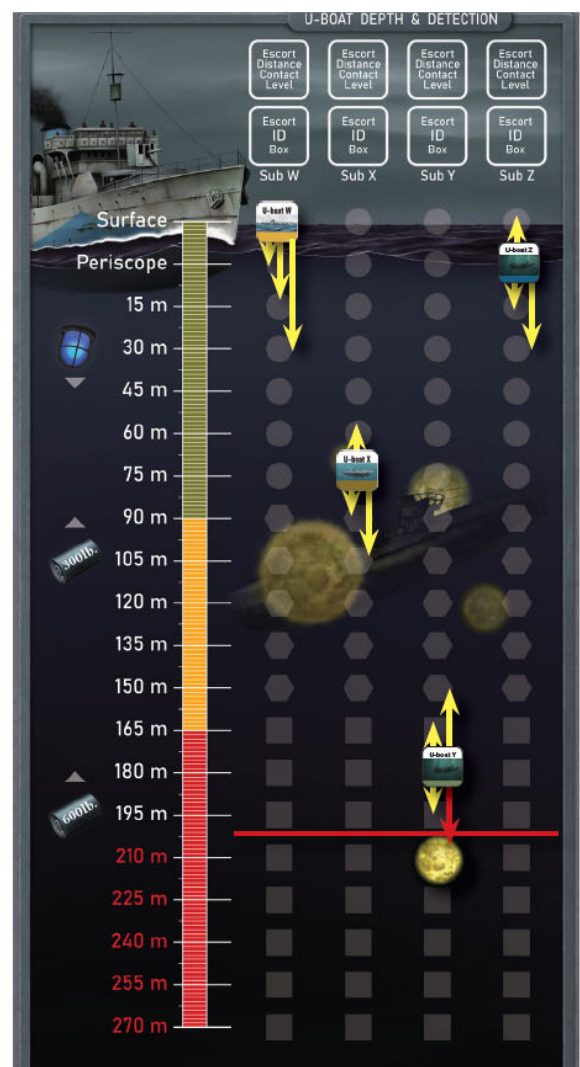 U-BOAT DEPTH & DETECTION
Escort Distance Contact Level
Escort Distance Contact Level
Escort Distance Contact Level
Escort Distance Contact Level
Escort ID Box
Escort ID Box
Escort ID Box
Escort ID Box
Sub W
Sub X
Sub Y
Sub Z
Surface
U-boat W
Periscope
U-boat Z
15 m
30 m
45 m
60 m
U-boat X
75 m
90 m
300lb.
105 m
120 m
135 m
150 m
165 m
U-boat Y
180 m
600lb.
195 m
210 m
225 m
240 m
255 m
270 m